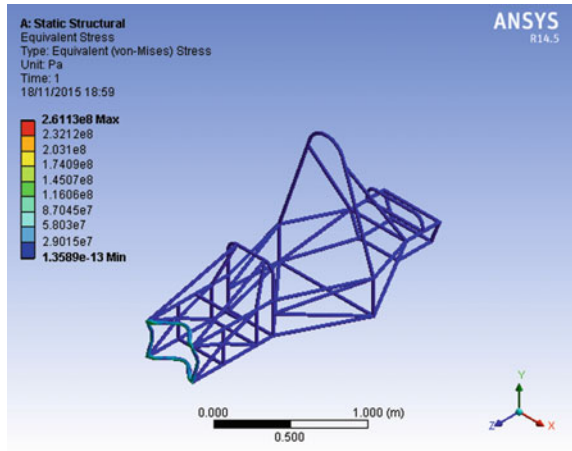 A: Static Structural
Equivalent Stress
Type: Equivalent (von-Mises) Stress
Unit: Pa
Time: 1
18/11/2015 18:59
ANSYS
R14.5
2.6113e8 Max
2.3212e8
2.031e8
1.7409e8
1.4507e8
1.1606e8
8.7045e7
5.803e7
2.9015e7
1.3589e-13 Min
0.000
1.000 (m)
0.500
Y
Z
X